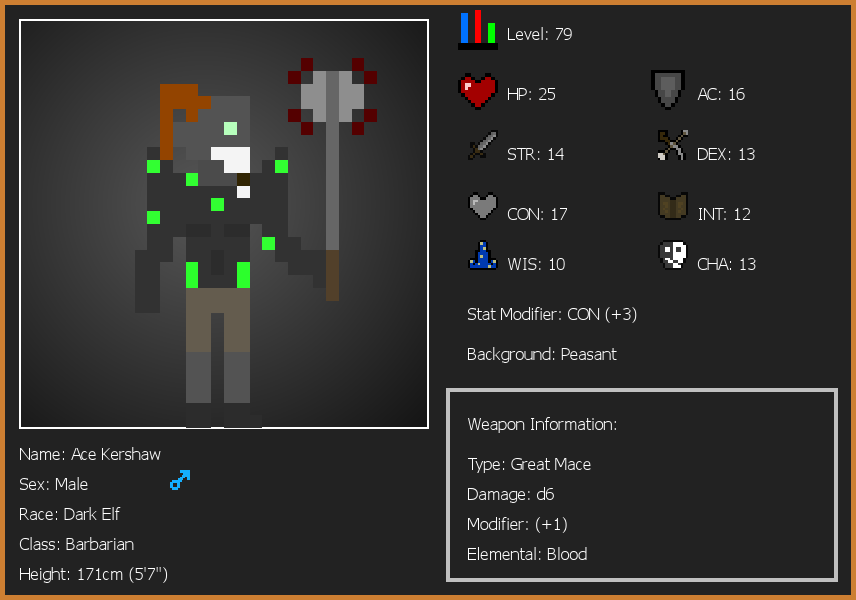 Level: 79
HP: 25
AC: 16
STR: 14
DEX: 13
CON: 17
INT: 12
WIS: 10
CHA: 13
Stat Modifier: CON (+3)
Background: Peasant
Weapon Information:
Type: Great Mace
Damage: d6
Modifier: (+1)
Elemental: Blood
Name: Ace Kershaw
Sex: Male
Race: Dark Elf
Class: Barbarian
Height: 171cm (5'7")